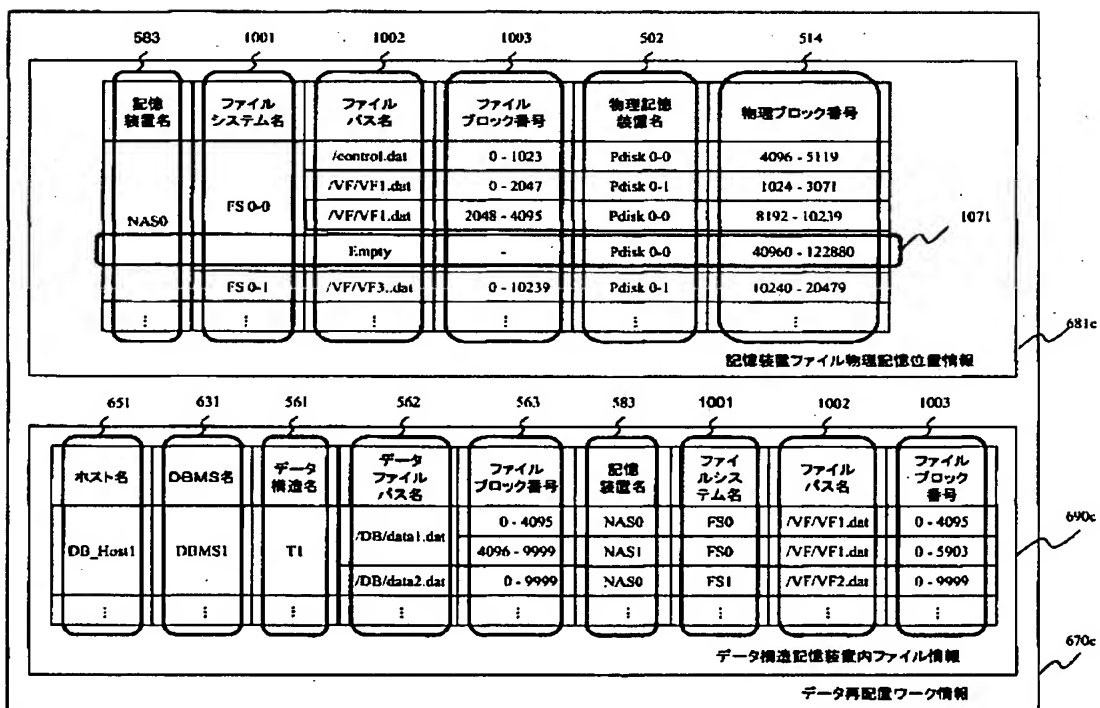 583 1001 1002 1003 502 514
記憶装置名 ファイルシステム名 ファイルパス名 ファイルブロック番号 物理記憶装置名 物理ブロック番号
/control.dat 0 - 1023 Pdisk 0-0 4096 - 5119
/VF/VF1.dat 0 - 2047 Pdisk 0-1 1024 - 3071
NAS0 FS 0-0 /VF/VF1.dat 2048 - 4095 Pdisk 0-0 8192 - 10239
1071
Empty - Pdisk 0-0 40960 - 122880
FS 0-1 /VF/VF3..dat 0 - 10239 Pdisk 0-1 10240 - 20479
⋮ ⋮ ⋮ ⋮ ⋮ ⋮
681c
記憶装置ファイル物理記憶位置情報
651 631 561 562 563 583 1001 1002 1003
ホスト名 DBMS名 データ構造名 データファイルパス名 ファイルブロック番号 記憶装置名 ファイルシステム名 ファイルパス名 ファイルブロック番号
DB_Host1 DBMS1 T1 /DB/data1.dat 0 - 4095 NAS0 FS0 /VF/VF1.dat 0 - 4095
4096 - 9999 NAS1 FS0 /VF/VF1.dat 0 - 5903
/DB/data2.dat 0 - 9999 NAS0 FS1 /VF/VF2.dat 0 - 9999
⋮ ⋮ ⋮ ⋮ ⋮ ⋮ ⋮ ⋮ ⋮
690c
データ構造記憶装置内ファイル情報
670c
データ再配置ワーク情報